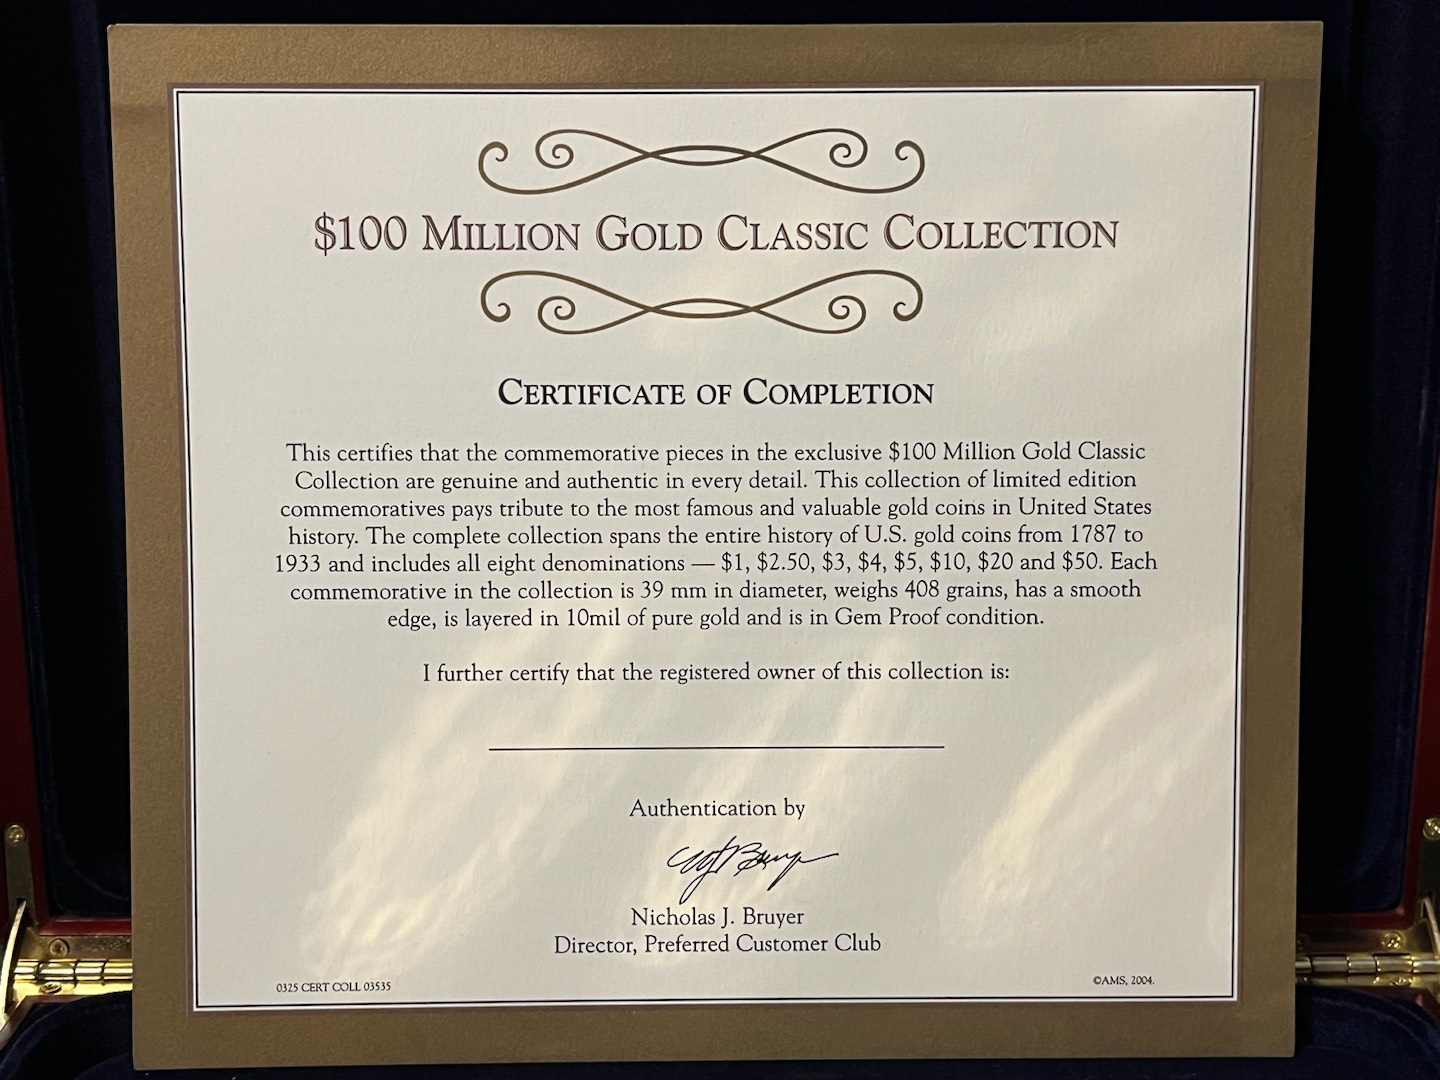 $100 Million Gold Classic Collection
Certificate of Completion
This certifies that the commemorative pieces in the exclusive $100 Million Gold Classic
Collection are genuine and authentic in every detail. This collection of limited edition
commemoratives pays tribute to the most famous and valuable gold coins in United States
history. The complete collection spans the entire history of U.S. gold coins from 1787 to
1933 and includes all eight denominations — $1, $2.50, $3, $4, $5, $10, $20 and $50. Each
commemorative in the collection is 39 mm in diameter, weighs 408 grains, has a smooth
edge, is layered in 10mil of pure gold and is in Gem Proof condition.
I further certify that the registered owner of this collection is:
Authentication by
Nicholas J. Bruyer
Director, Preferred Customer Club
0325 CERT COLL 03535
©AMS, 2004.